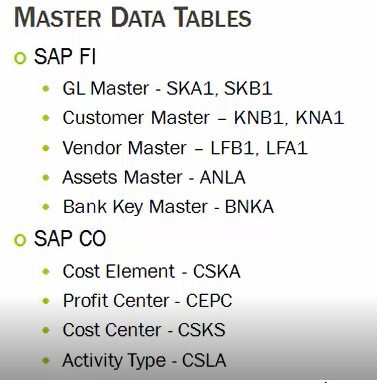 MASTER DATA TABLES
SAP FI
GL Master - SKA1, SKB1
Customer Master – KNB1, KNA1
Vendor Master – LFB1, LFA1
Assets Master - ANLA
Bank Key Master - BNKA
SAP CO
Cost Element - CSKA
Profit Center - CEPC
Cost Center - CSKS
Activity Type - CSLA